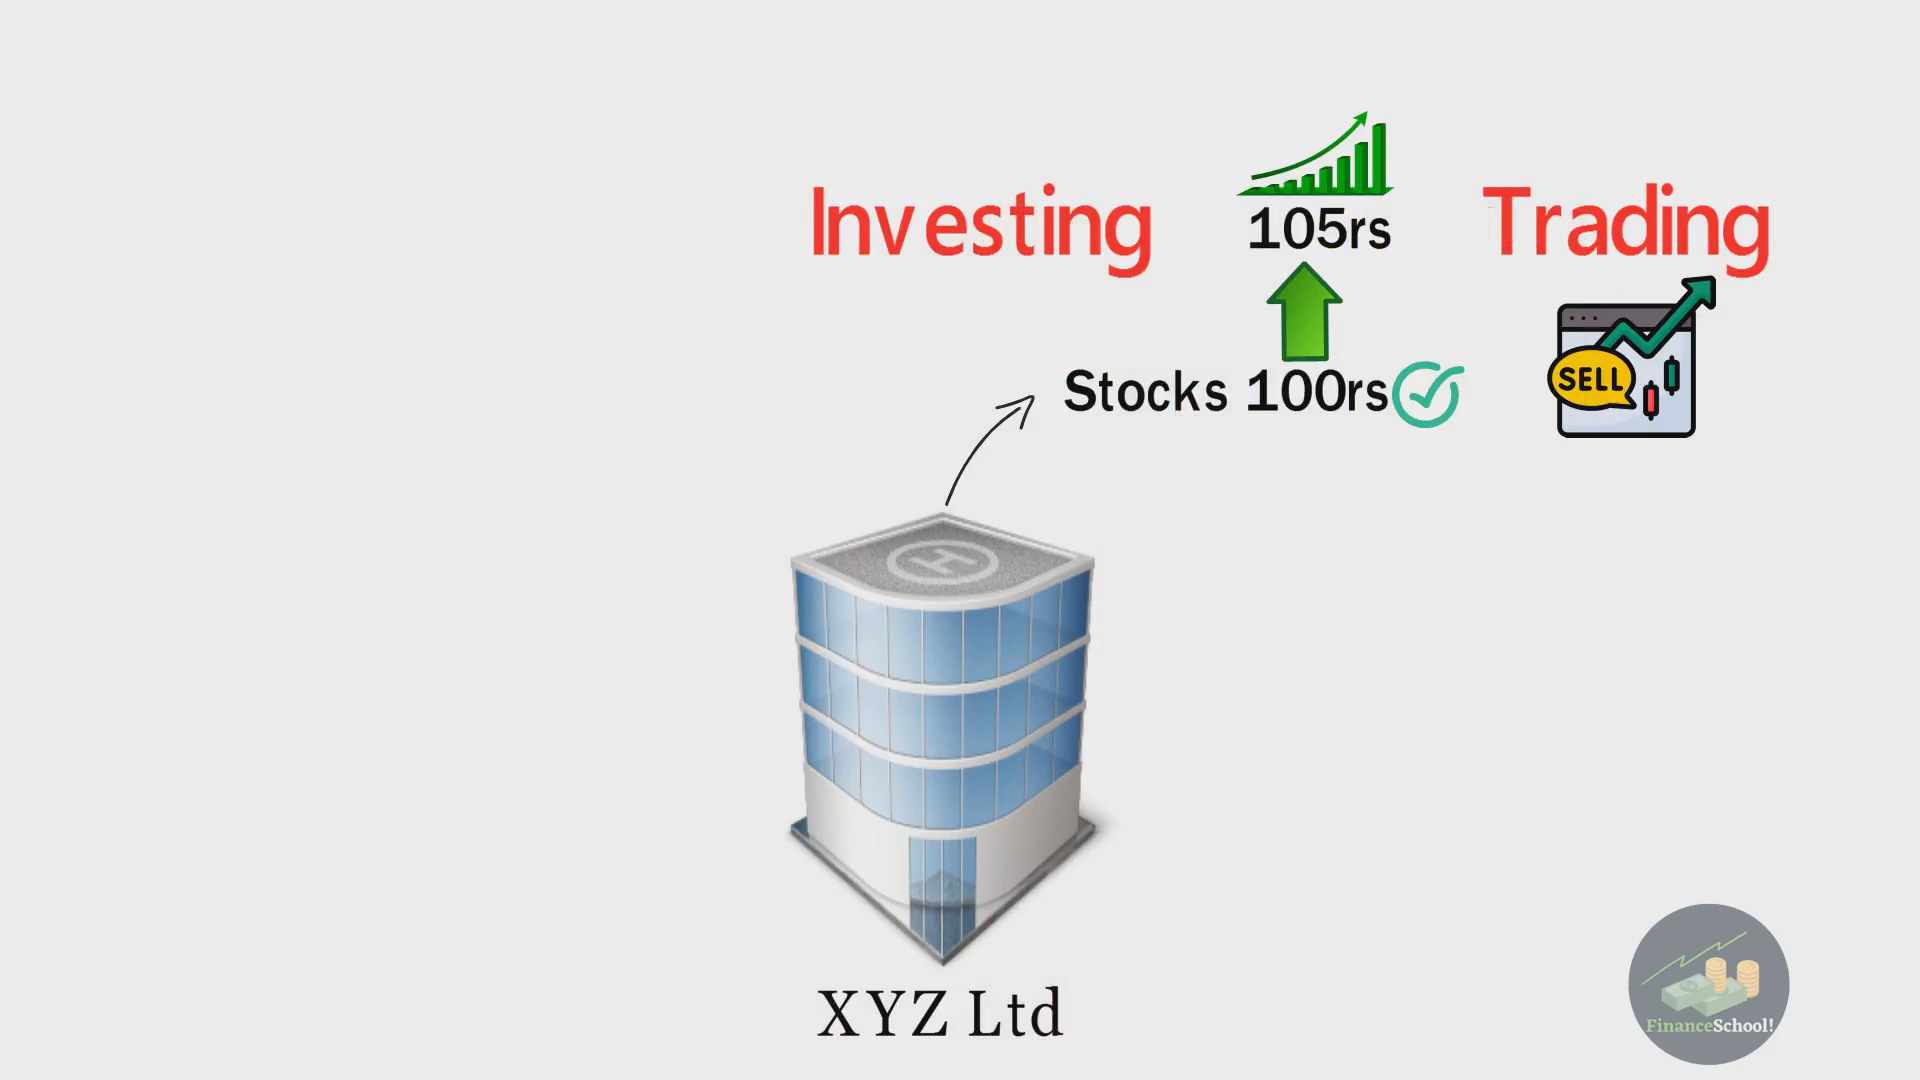 Investing
105rs
Trading
Stocks 100rs
SELL
H
XYZ Ltd
FinanceSchool!